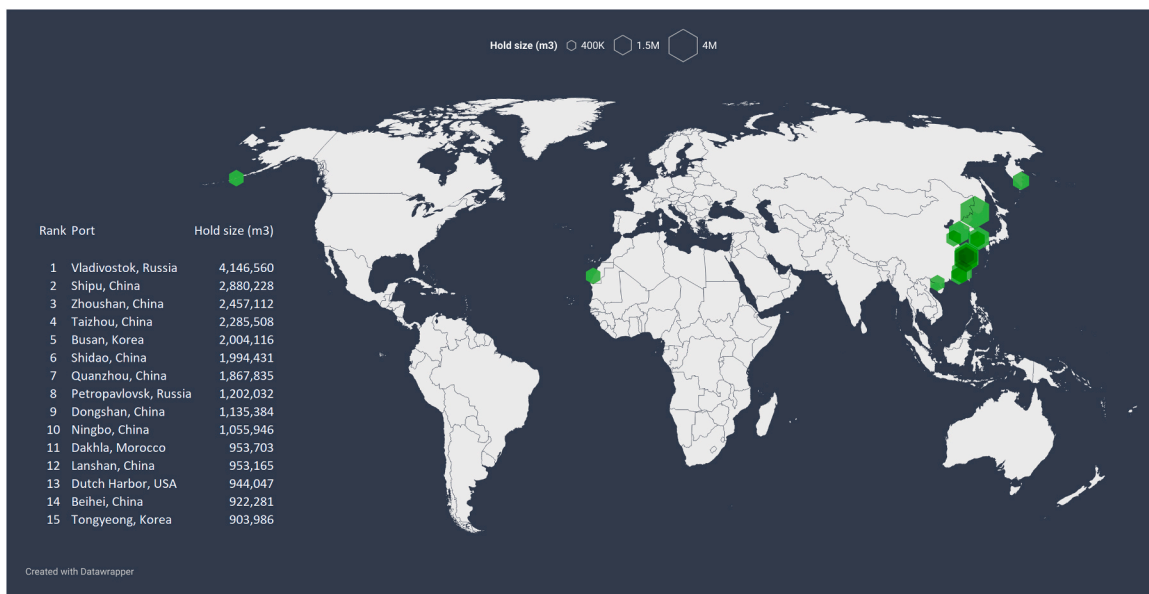 Hold size (m3) 400K 1.5M 4M
Rank Port Hold size (m3)
1 Vladivostok, Russia 4,146,560
2 Shipu, China 2,880,228
3 Zhoushan, China 2,457,112
4 Taizhou, China 2,285,508
5 Busan, Korea 2,004,116
6 Shidao, China 1,994,431
7 Quanzhou, China 1,867,835
8 Petropavlovsk, Russia 1,202,032
9 Dongshan, China 1,135,384
10 Ningbo, China 1,055,946
11 Dakhla, Morocco 953,703
12 Lanshan, China 953,165
13 Dutch Harbor, USA 944,047
14 Beihei, China 922,281
15 Tongyeong, Korea 903,986
Created with Datawrapper